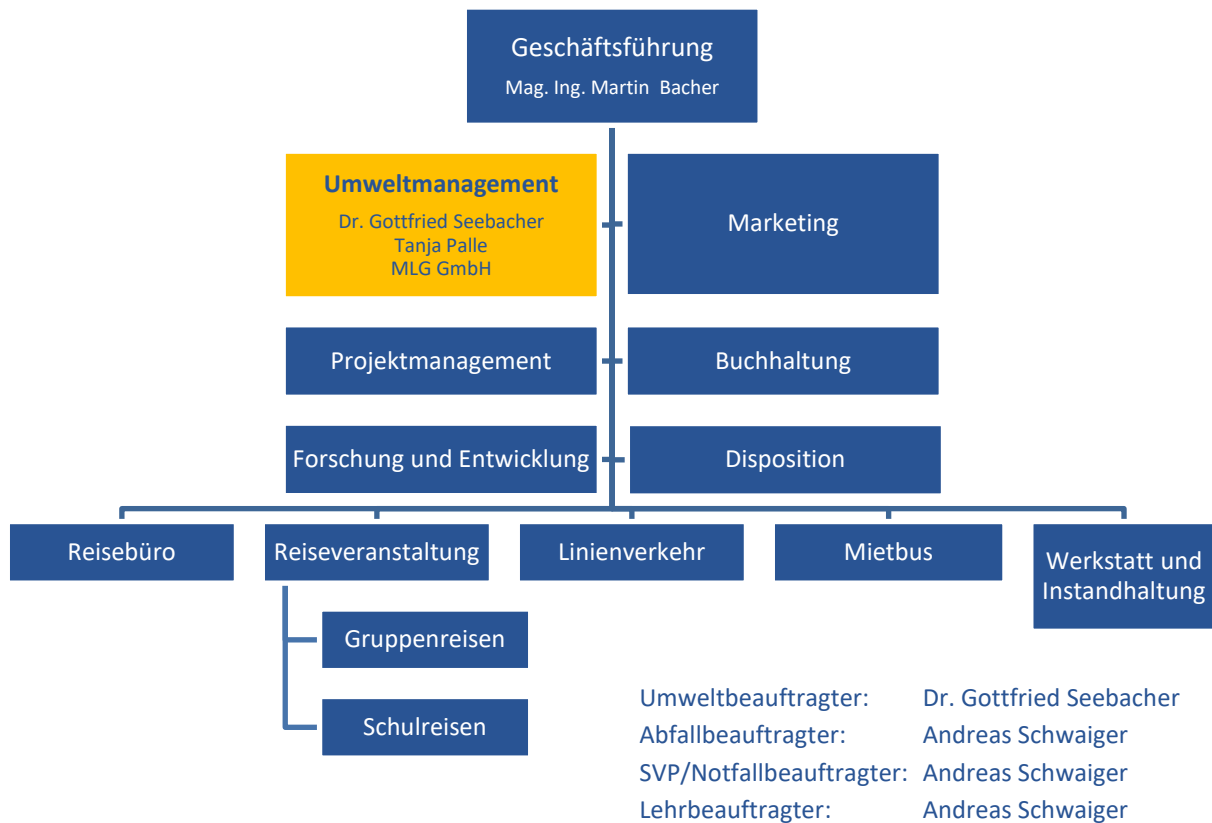 Geschäftsführung
Mag. Ing. Martin Bacher
Umweltmanagement
Dr. Gottfried Seebacher
Tanja Palle
MLG GmbH
Marketing
Projektmanagement
Buchhaltung
Forschung und Entwicklung
Disposition
Reisebüro
Reiseveranstaltung
Linienverkehr
Mietbus
Werkstatt und
Instandhaltung
Gruppenreisen
Schulreisen
Umweltbeauftragter: Dr. Gottfried Seebacher
Abfallbeauftragter: Andreas Schwaiger
SVP/Notfallbeauftragter: Andreas Schwaiger
Lehrbeauftragter: Andreas Schwaiger